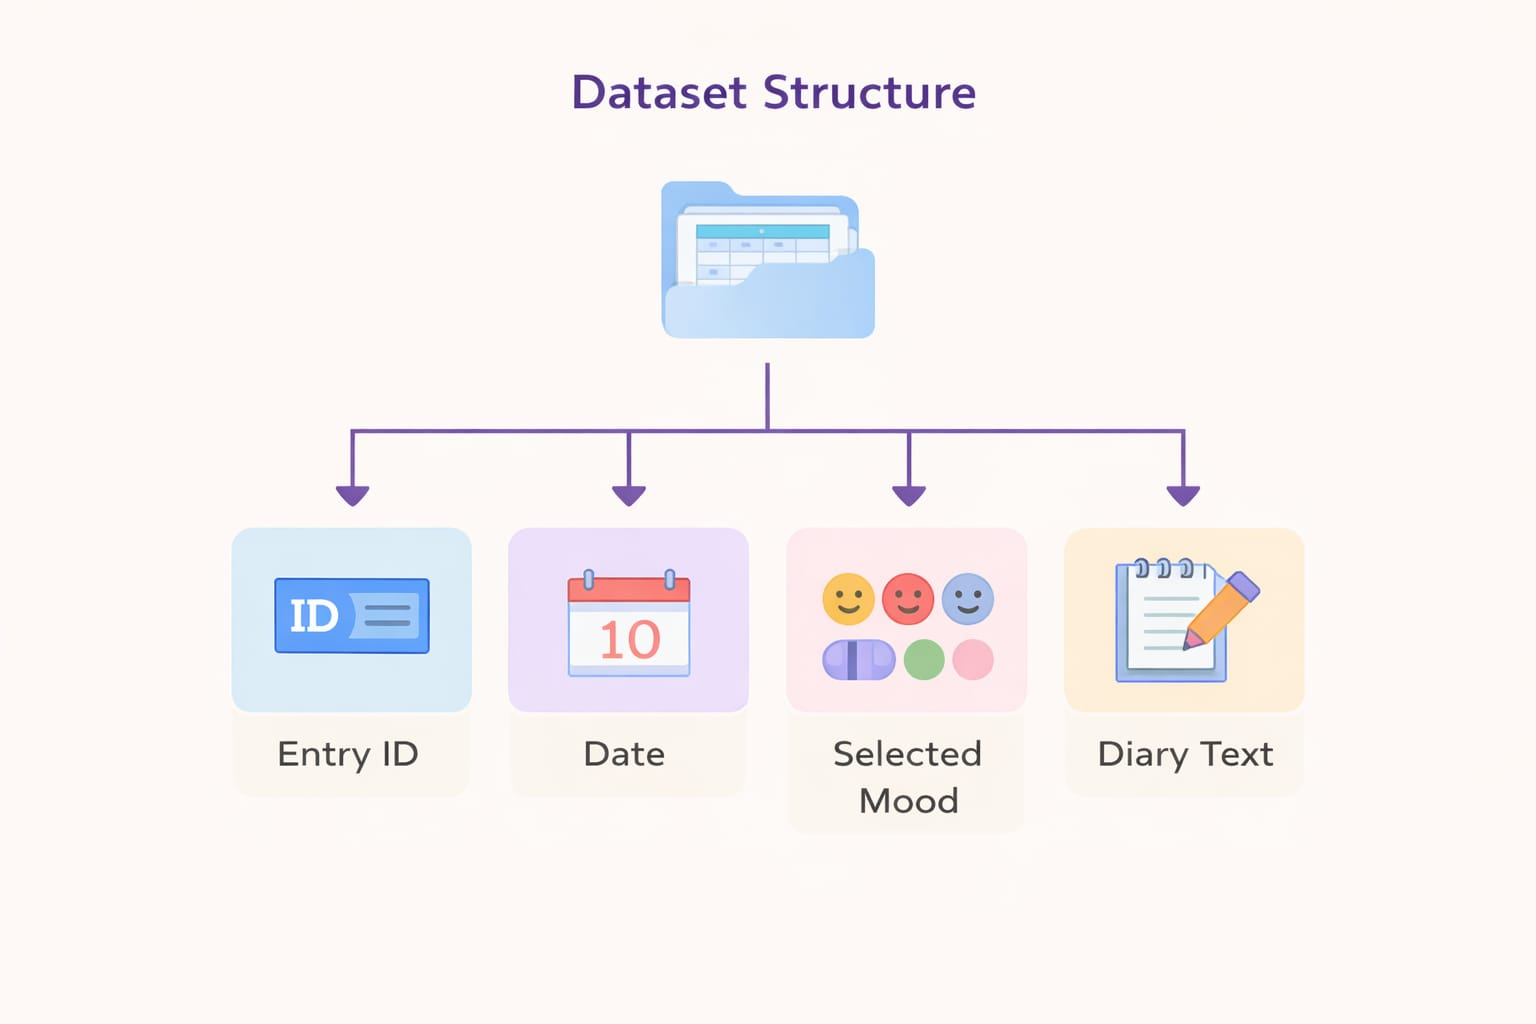 Dataset Structure
ID
10
Entry ID
Date
Selected
Mood
Diary Text